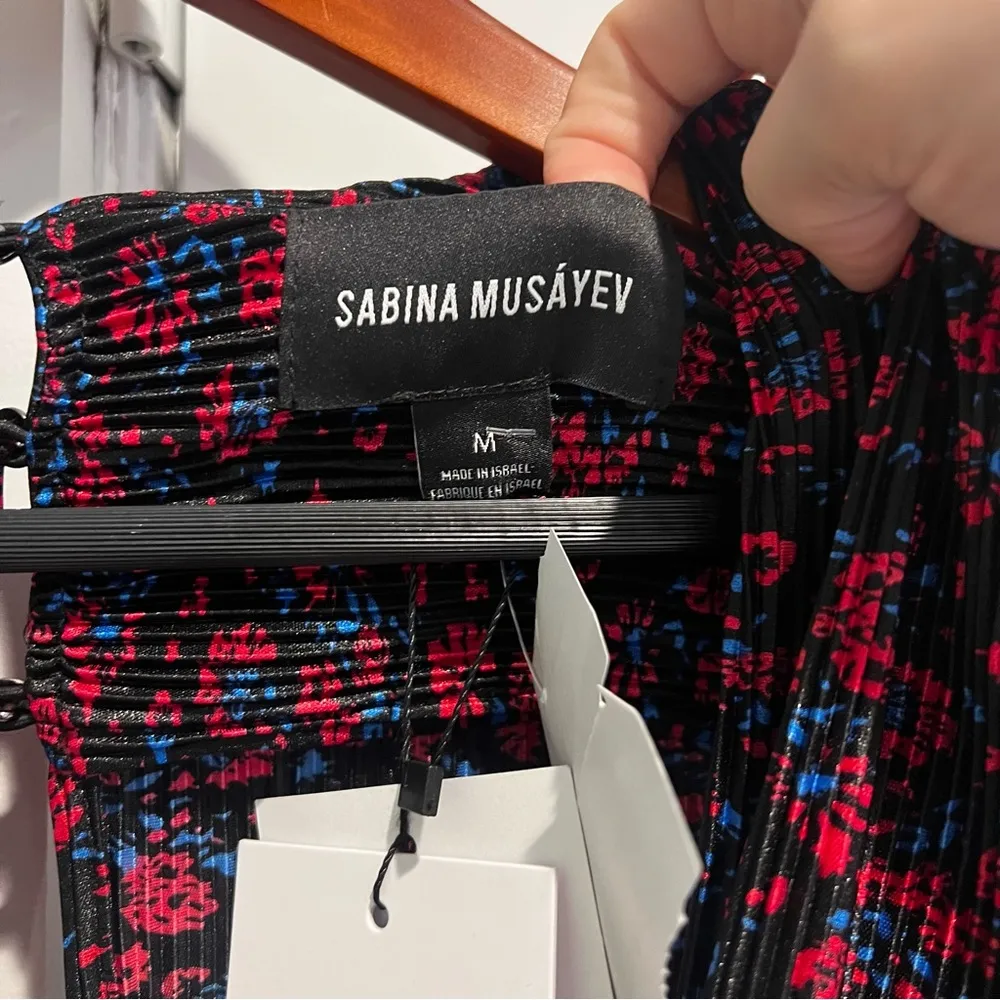 SABINA MUSÁYEV
M
MADE IN ISRAEL-
FABRIQUE EN ISRAEL